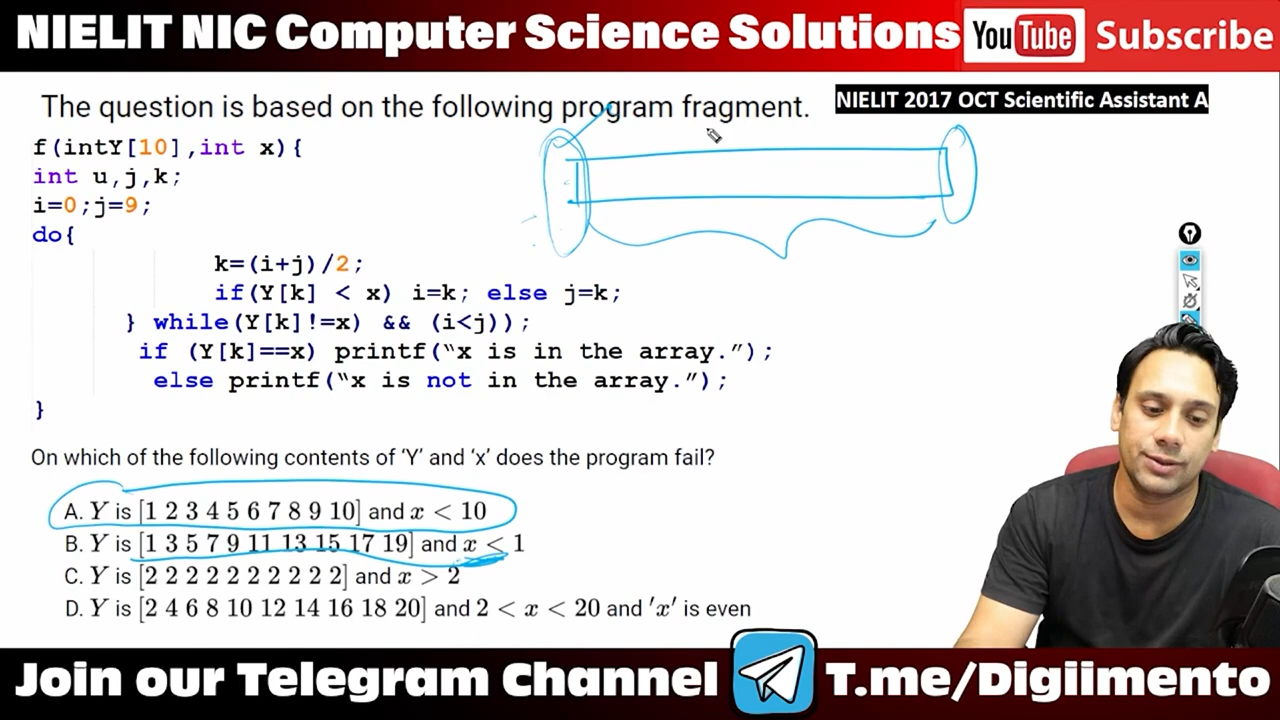 NIELIT NIC Computer Science Solutions YouTube Subscribe
The question is based on the following program fragment. NIELIT 2017 OCT Scientific Assistant A
f(intY[10],int x){
int u,j,k;
i=0;j=9;
do{
k=(i+j)/2;
if(Y[k] < x) i=k; else j=k;
} while(Y[k]!=x) && (i<j));
if (Y[k]==x) printf(“x is in the array.”);
else printf(“x is not in the array.”);
}
On which of the following contents of ‘Y’ and ‘x’ does the program fail?
A. Y is [1 2 3 4 5 6 7 8 9 10] and x < 10
B. Y is [1 3 5 7 9 11 13 15 17 19] and x < 1
C. Y is [2 2 2 2 2 2 2 2 2 2] and x > 2
D. Y is [2 4 6 8 10 12 14 16 18 20] and 2 < x < 20 and 'x' is even
Join our Telegram Channel T.me/Digiimento